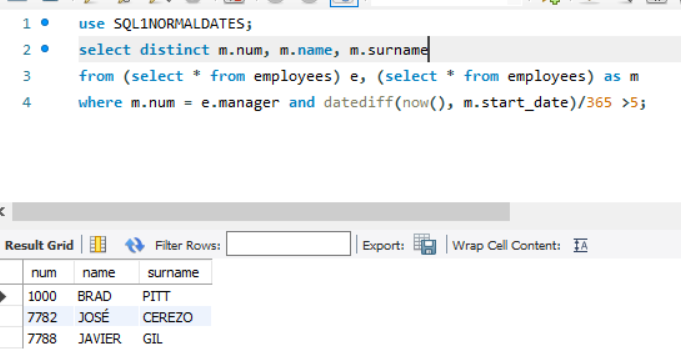 1 use SQL1NORMALDATES;
2 select distinct m.num, m.name, m.surname
3 from (select * from employees) e, (select * from employees) as m
4 where m.num = e.manager and datediff(now(), m.start_date)/365 >5;
Result Grid Filter Rows: Export: Wrap Cell Content: IA
num name surname
1000 BRAD PITT
7782 JOSÉ CEREZO
7788 JAVIER GIL